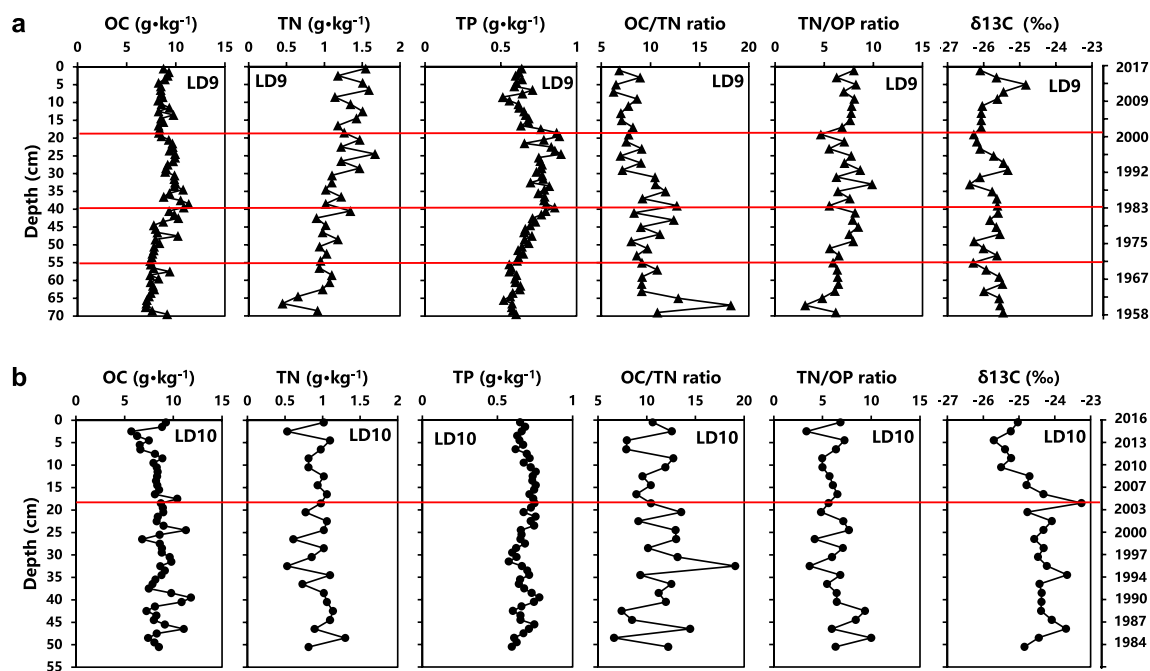 a
OC (g•kg⁻¹) TN (g•kg⁻¹) TP (g•kg⁻¹) OC/TN ratio TN/OP ratio δ13C (‰)
0 5 10 15 0 0.5 1 1.5 2 0 0.5 1 5 10 15 20 0 5 10 15 -27 -26 -25 -24 -23
LD9 LD9 LD9 LD9 LD9 LD9
Depth (cm)
0 2017
5
10 2009
15
20 2000
25
30 1992
35
40 1983
45
50 1975
55
60 1967
65
70 1958
b
OC (g•kg⁻¹) TN (g•kg⁻¹) TP (g•kg⁻¹) OC/TN ratio TN/OP ratio δ13C (‰)
0 5 10 15 0 0.5 1 1.5 2 0 0.5 1 5 10 15 20 0 5 10 15 -27 -26 -25 -24 -23
LD10 LD10 LD10 LD10 LD10 LD10
Depth (cm)
0 2016
5 2013
10 2010
15 2007
20 2003
25 2000
30 1997
35 1994
40 1990
45 1987
50 1984
55